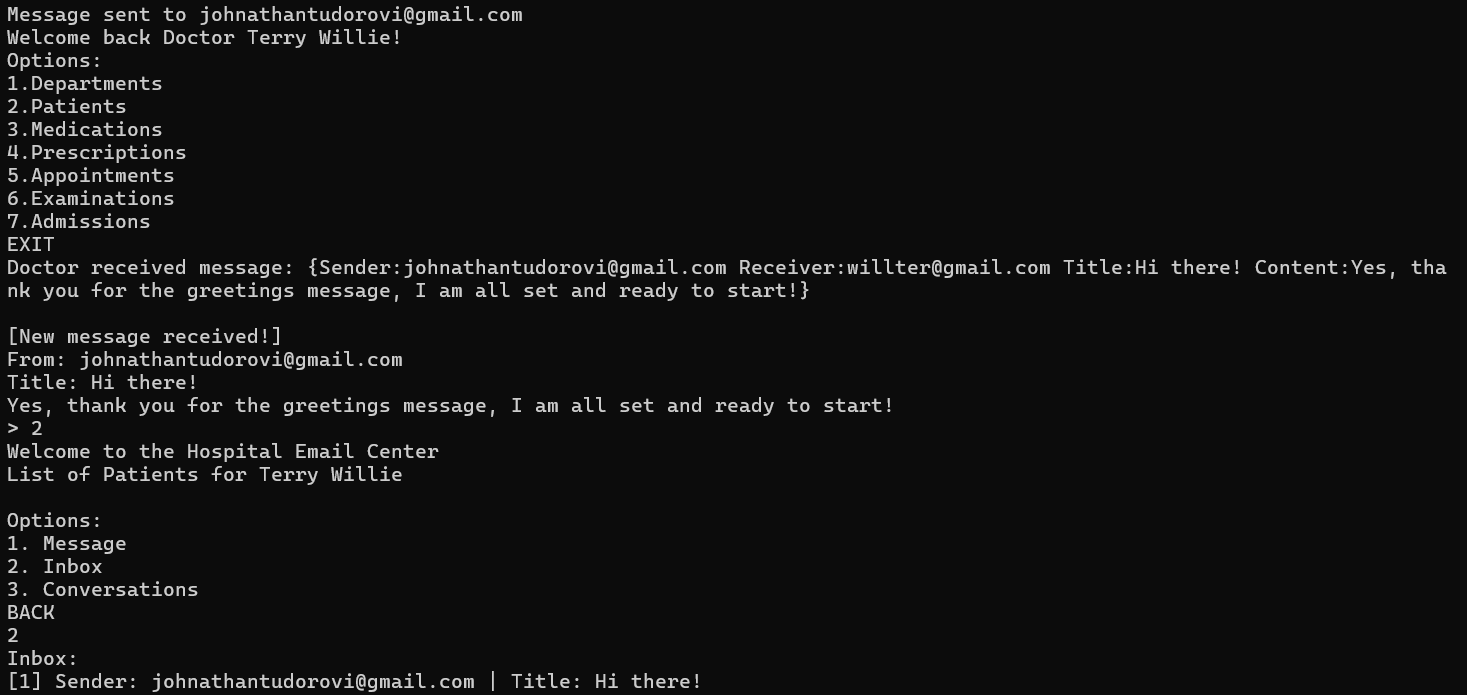 Message sent to johnathantudorovi@gmail.com
Welcome back Doctor Terry Willie!
Options:
1.Departments
2.Patients
3.Medications
4.Prescriptions
5.Appointments
6.Examinations
7.Admissions
EXIT
Doctor received message: {Sender:johnathantudorovi@gmail.com Receiver:willter@gmail.com Title:Hi there! Content:Yes, tha
nk you for the greetings message, I am all set and ready to start!}
[New message received!]
From: johnathantudorovi@gmail.com
Title: Hi there!
Yes, thank you for the greetings message, I am all set and ready to start!
> 2
Welcome to the Hospital Email Center
List of Patients for Terry Willie
Options:
1. Message
2. Inbox
3. Conversations
BACK
2
Inbox:
[1] Sender: johnathantudorovi@gmail.com | Title: Hi there!